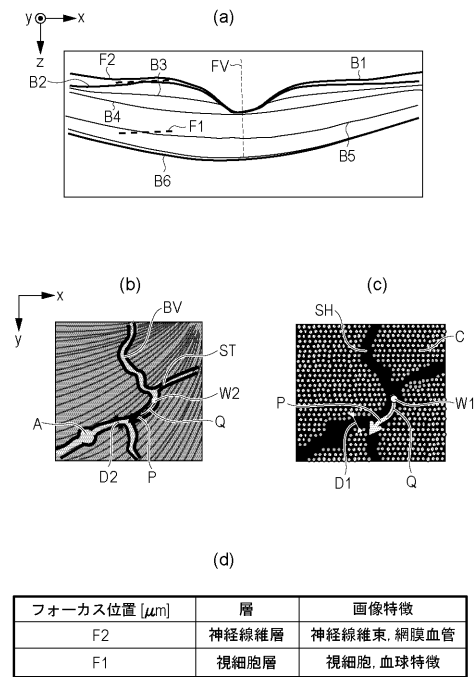 (a)
y x
z
F2
B3
FV
B1
B2
B4
F1
B5
B6
(b)
(c)
x
y
BV
ST
W2
A
Q
D2
P
SH
C
P
W1
D1
Q
(d)
フォーカス位置 [μm] 層 画像特徴
F2 神経線維層 神経線維束, 網膜血管
F1 視細胞層 視細胞, 血球特徴